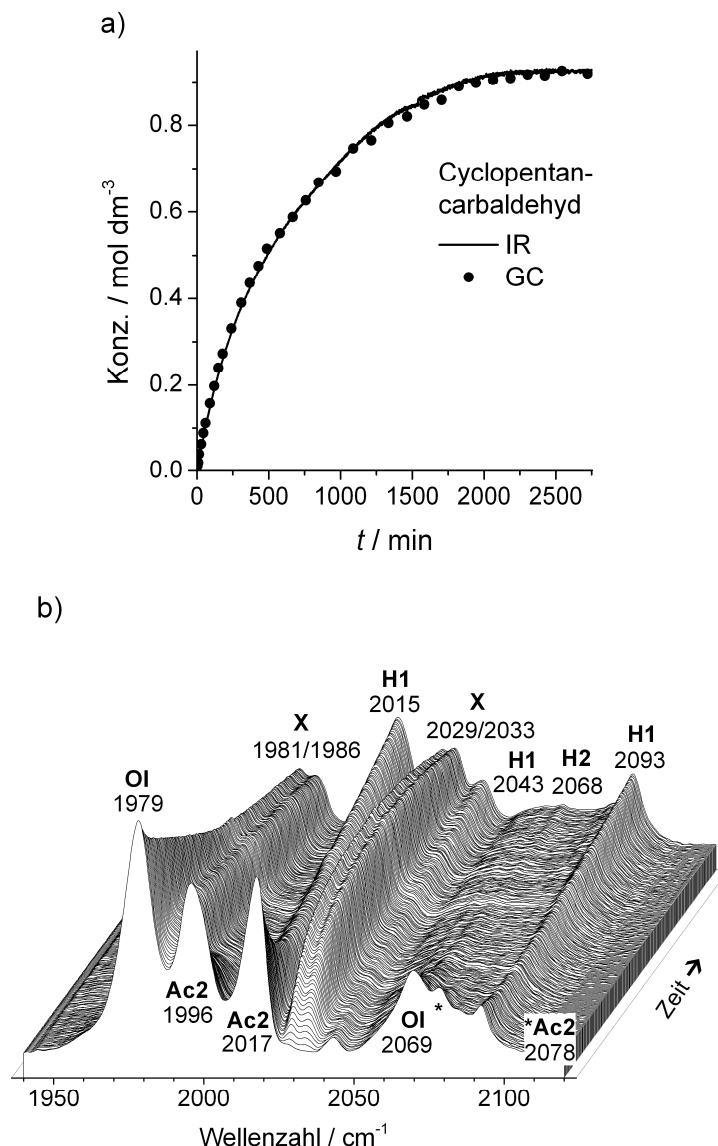 a)
Konz. / mol dm⁻³
0.8
0.6
0.4
0.2
0.0
0 500 1000 1500 2000 2500
t / min
Cyclopentan-
carbaldehyd
IR
GC
b)
H1
2015
X
2029/2033
X
1981/1986
H1
2043
H2
2068
H1
2093
Ol
1979
Ac2
1996
Ac2
2017
Ol
2069
*
*Ac2
2078
Zeit →
1950 2000 2050 2100
Wellenzahl / cm⁻¹